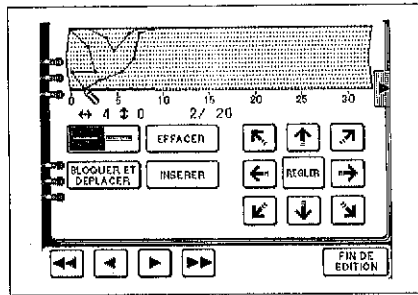 0 5 10 15 20 25 30
↔ 4 ↕ 0 2/ 20
EFFACER
BLOQUER ET
DEPLACER
INSERER
REGLER
FIN DE
EDITION